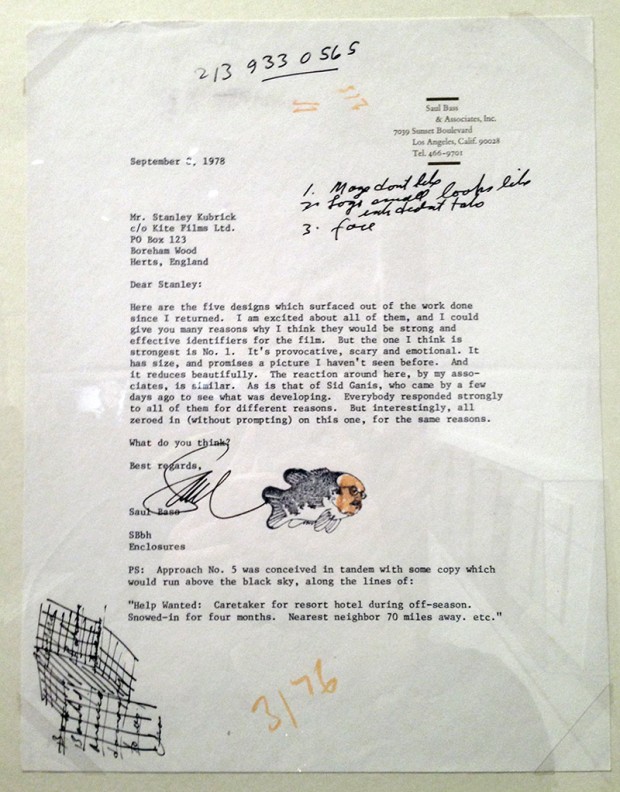 213 933 0565
513
Saul Bass
& Associates, Inc.
7039 Sunset Boulevard
Los Angeles, Calif. 90028
Tel. 466-9701
September , 1978
1. Maze dont like
2. Logo small looks like
ink didnt take
3. face
Mr. Stanley Kubrick
c/o Kite Films Ltd.
PO Box 123
Boreham Wood
Herts, England
Dear Stanley:
Here are the five designs which surfaced out of the work done
since I returned. I am excited about all of them, and I could
give you many reasons why I think they would be strong and
effective identifiers for the film. But the one I think is
strongest is No. 1. It's provocative, scary and emotional. It
has size, and promises a picture I haven't seen before. And
it reduces beautifully. The reaction around here, by my asso-
ciates, is similar. As is that of Sid Ganis, who came by a few
days ago to see what was developing. Everybody responded strongly
to all of them for different reasons. But interestingly, all
zeroed in (without prompting) on this one, for the same reasons.
What do you think?
Best regards,
Saul
Saul Bass
SBbh
Enclosures
PS: Approach No. 5 was conceived in tandem with some copy which
would run above the black sky, along the lines of:
"Help Wanted: Caretaker for resort hotel during off-season.
Snowed-in for four months. Nearest neighbor 70 miles away. etc."
3/76